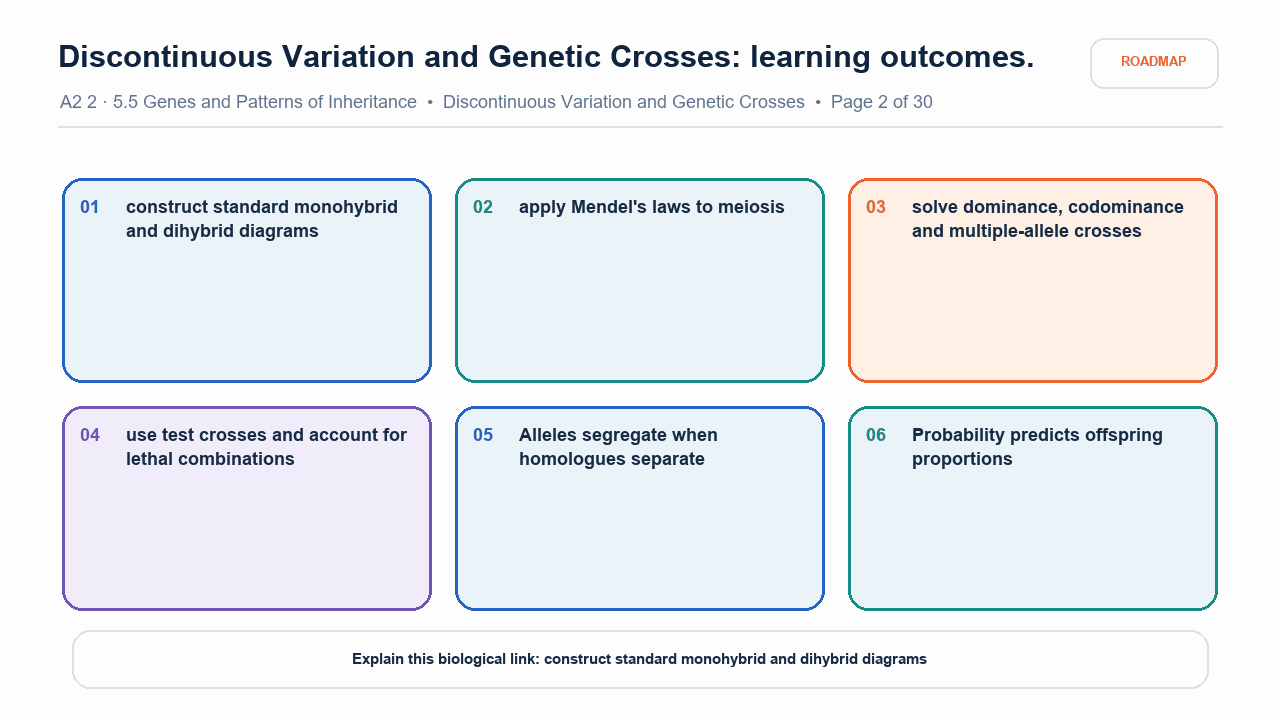 Discontinuous Variation and Genetic Crosses: learning outcomes.
ROADMAP
A2 2 · 5.5 Genes and Patterns of Inheritance • Discontinuous Variation and Genetic Crosses • Page 2 of 30
01 construct standard monohybrid
and dihybrid diagrams
02 apply Mendel's laws to meiosis
03 solve dominance, codominance
and multiple-allele crosses
04 use test crosses and account for
lethal combinations
05 Alleles segregate when
homologues separate
06 Probability predicts offspring
proportions
Explain this biological link: construct standard monohybrid and dihybrid diagrams